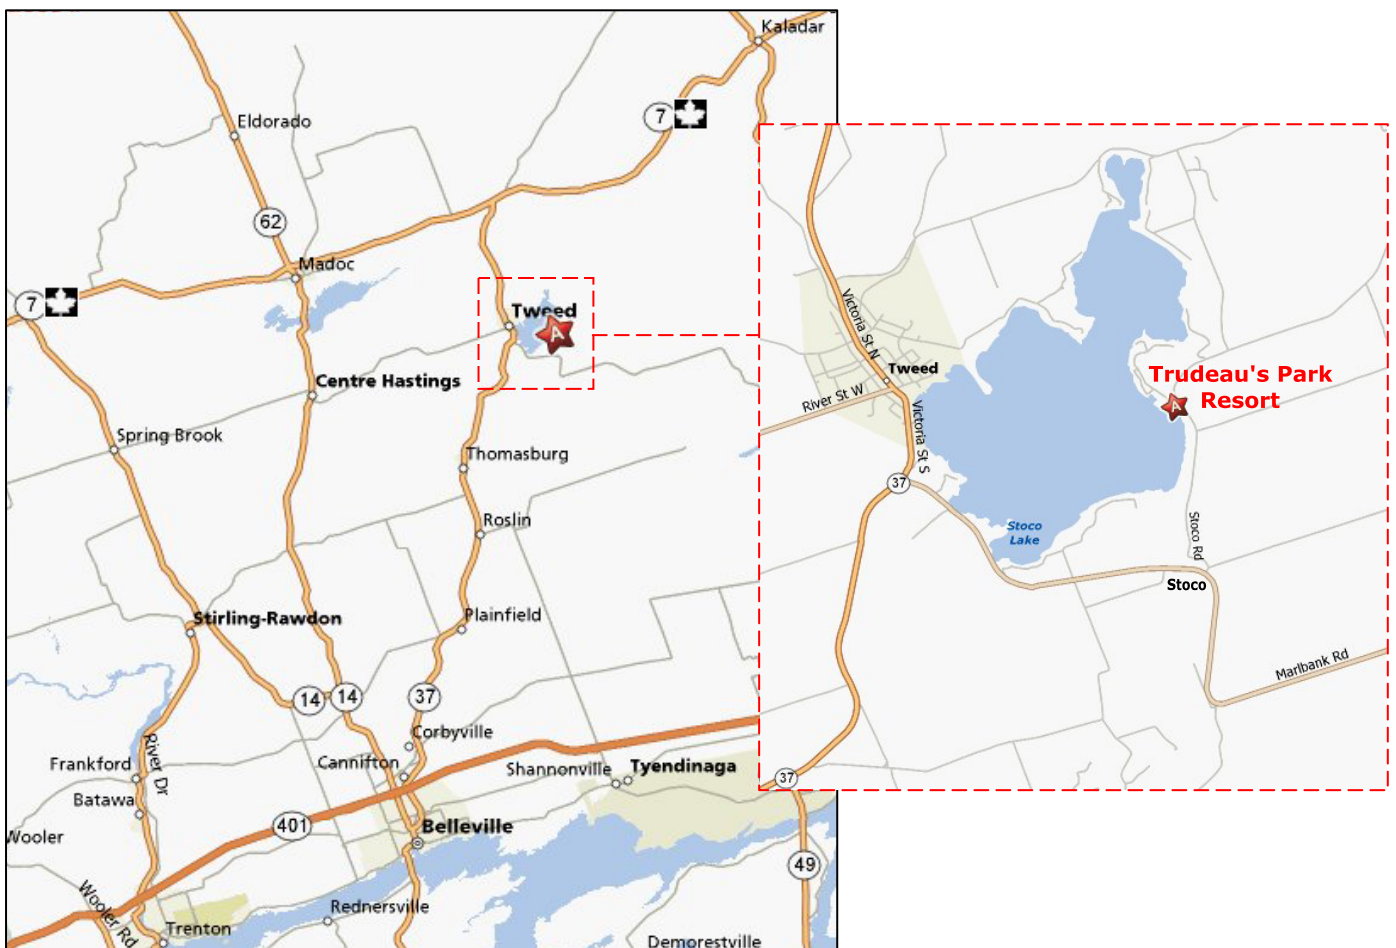 Kaladar
7
Eldorado
62
Madoc
7
Tweed
A
Centre Hastings
Spring Brook
Thomasburg
Roslin
Stirling-Rawdon
Plainfield
14
14
37
Corbyville
River Dr
Frankford
Cannifton
Shannonville
Tyendinaga
Batawa
401
Belleville
Wooler
49
Wooler Rd
Rednersville
Trenton
Demorestville
Victoria St N
Tweed
River St W
Victoria St S
Trudeau's Park
Resort
A
37
Stoco
Lake
Stoco Rd
Stoco
Marlbank Rd
37